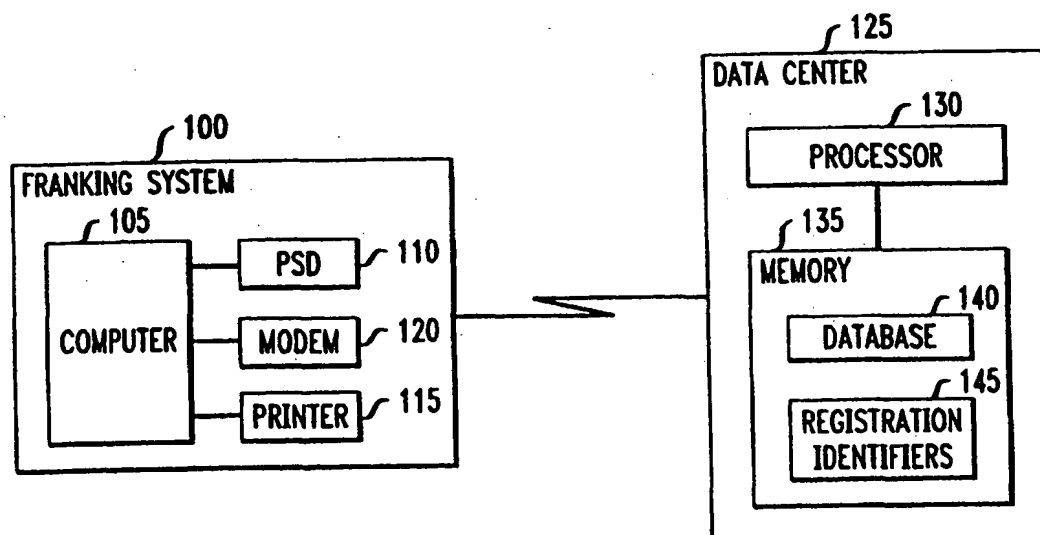 125
DATA CENTER
130
PROCESSOR
100
FRANKING SYSTEM
105
COMPUTER
PSD
110
MODEM
120
PRINTER
115
135
MEMORY
140
DATABASE
145
REGISTRATION
IDENTIFIERS